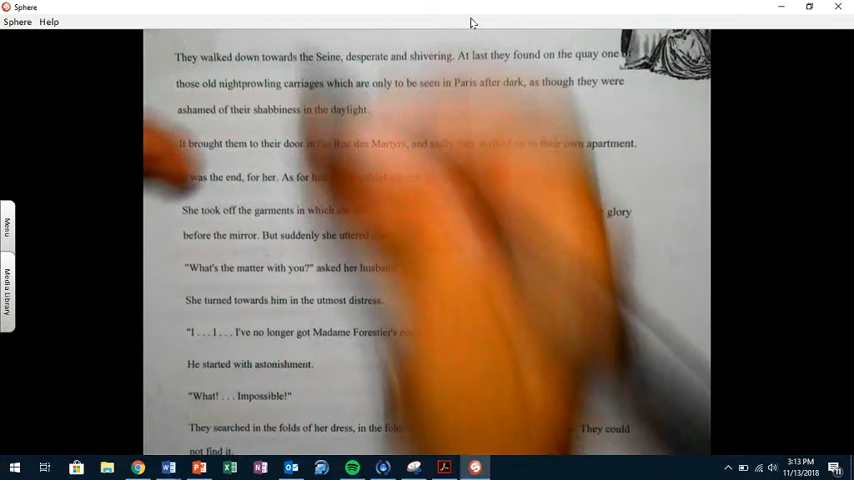 Sphere
Sphere Help
They walked down towards the Seine, desperate and shivering. At last they found on the quay one
those old nightprowling carriages which are only to be seen in Paris after dark, as though they were
ashamed of their shabbiness in the daylight.
It brought them to their door in the Rue des Martyrs, and sadly they walked up to their own apartment.
was the end, for her. As for
She took off the garments in which she glory
before the mirror. But suddenly she uttered
"What's the matter with you?" asked her husband
She turned towards him in the utmost distress.
"I . . . I . . . I've no longer got Madame Forestier's
He started with astonishment.
"What! . . . Impossible!"
They searched in the folds of her dress, in the They could
not find it.
Menu
Media Library
3:13 PM
11/13/2018